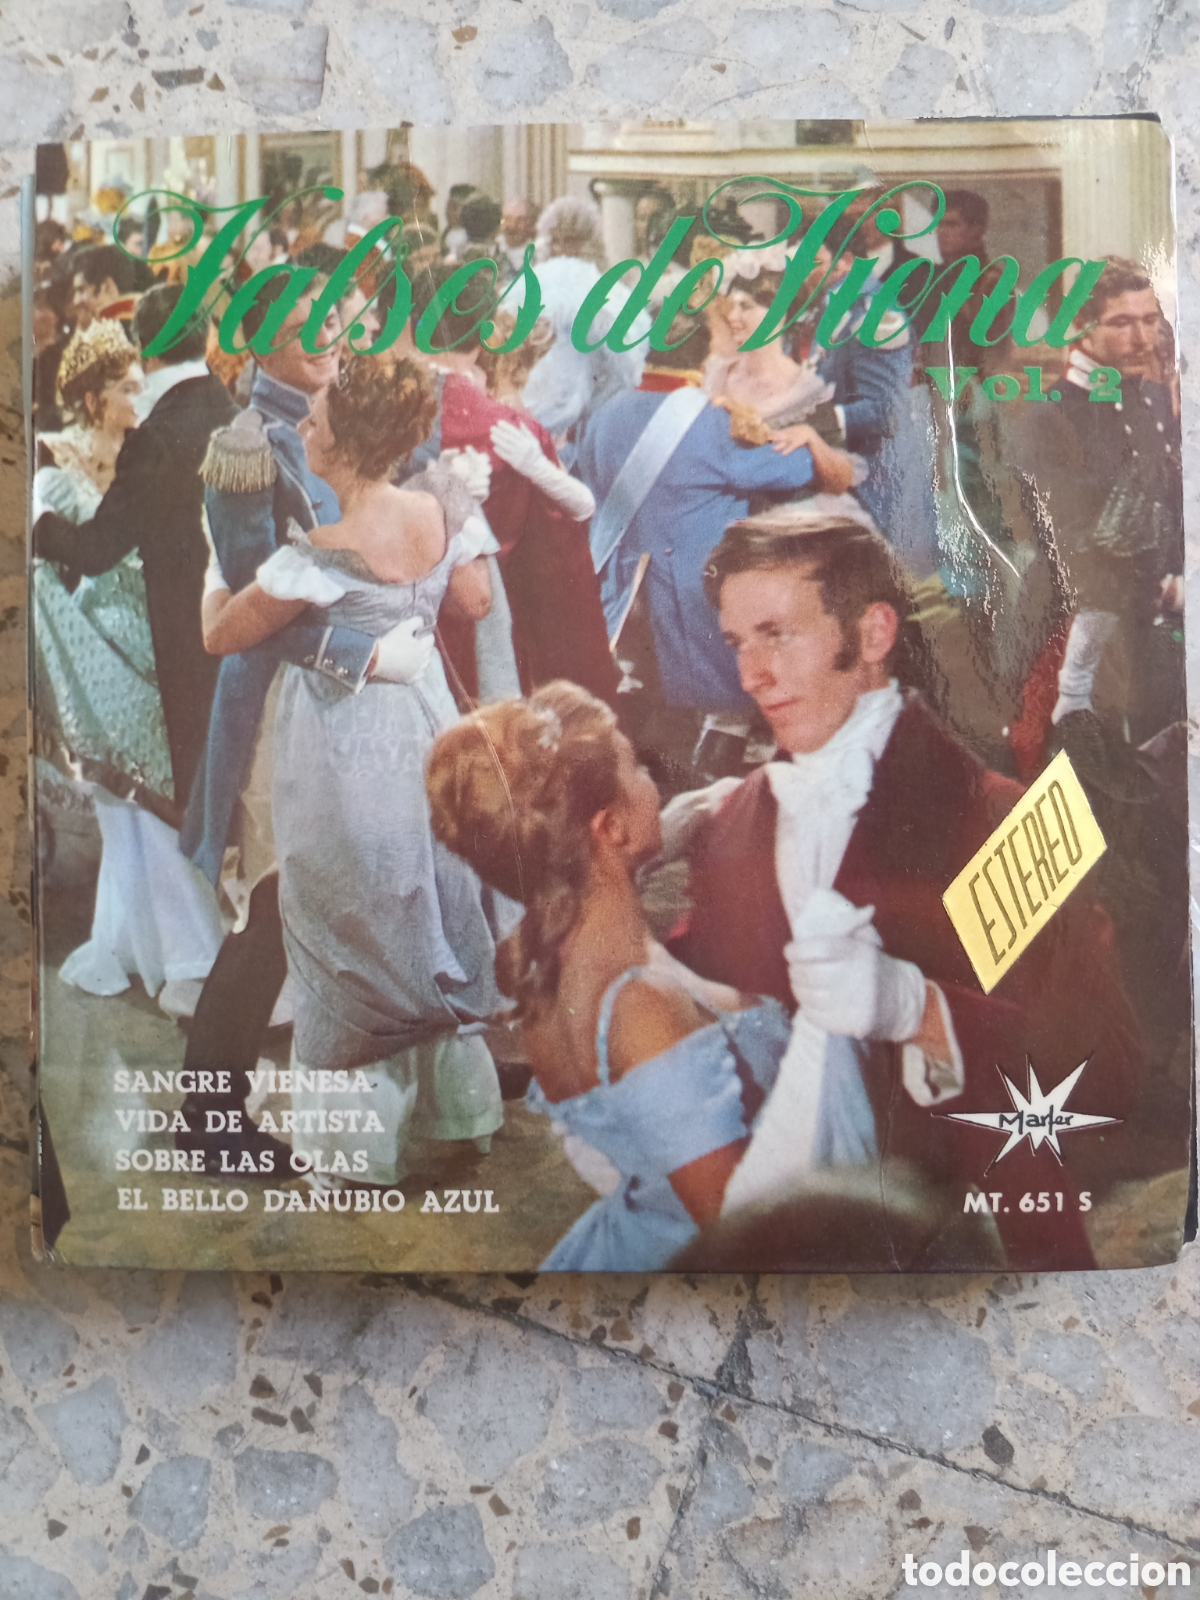 Valses de Viena
Vol. 2
ESTEREO
SANGRE VIENESA
VIDA DE ARTISTA
SOBRE LAS OLAS
EL BELLO DANUBIO AZUL
Marfer
MT. 651 S
todocoleccion